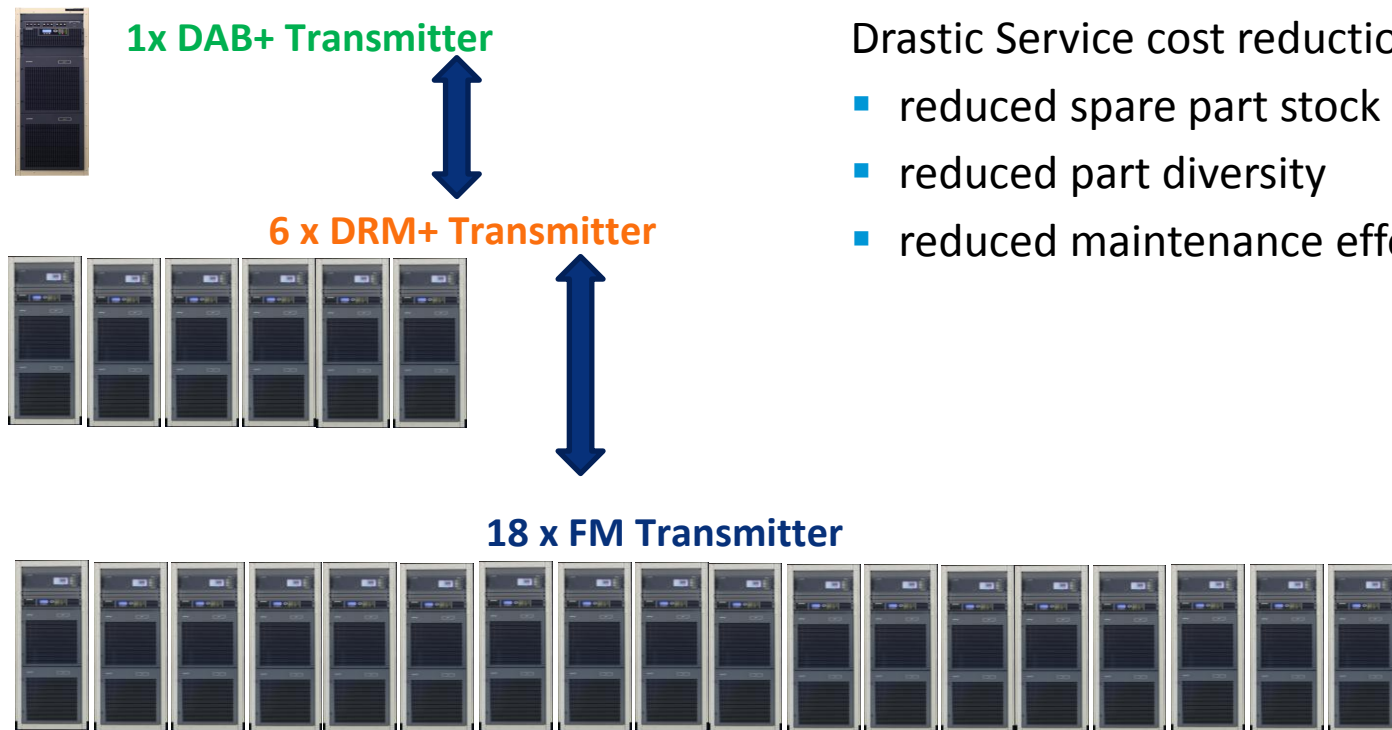 1x DAB+ Transmitter
Drastic Service cost reductio
reduced spare part stock
reduced part diversity
6 x DRM+ Transmitter
reduced maintenance eff
18 x FM Transmitter